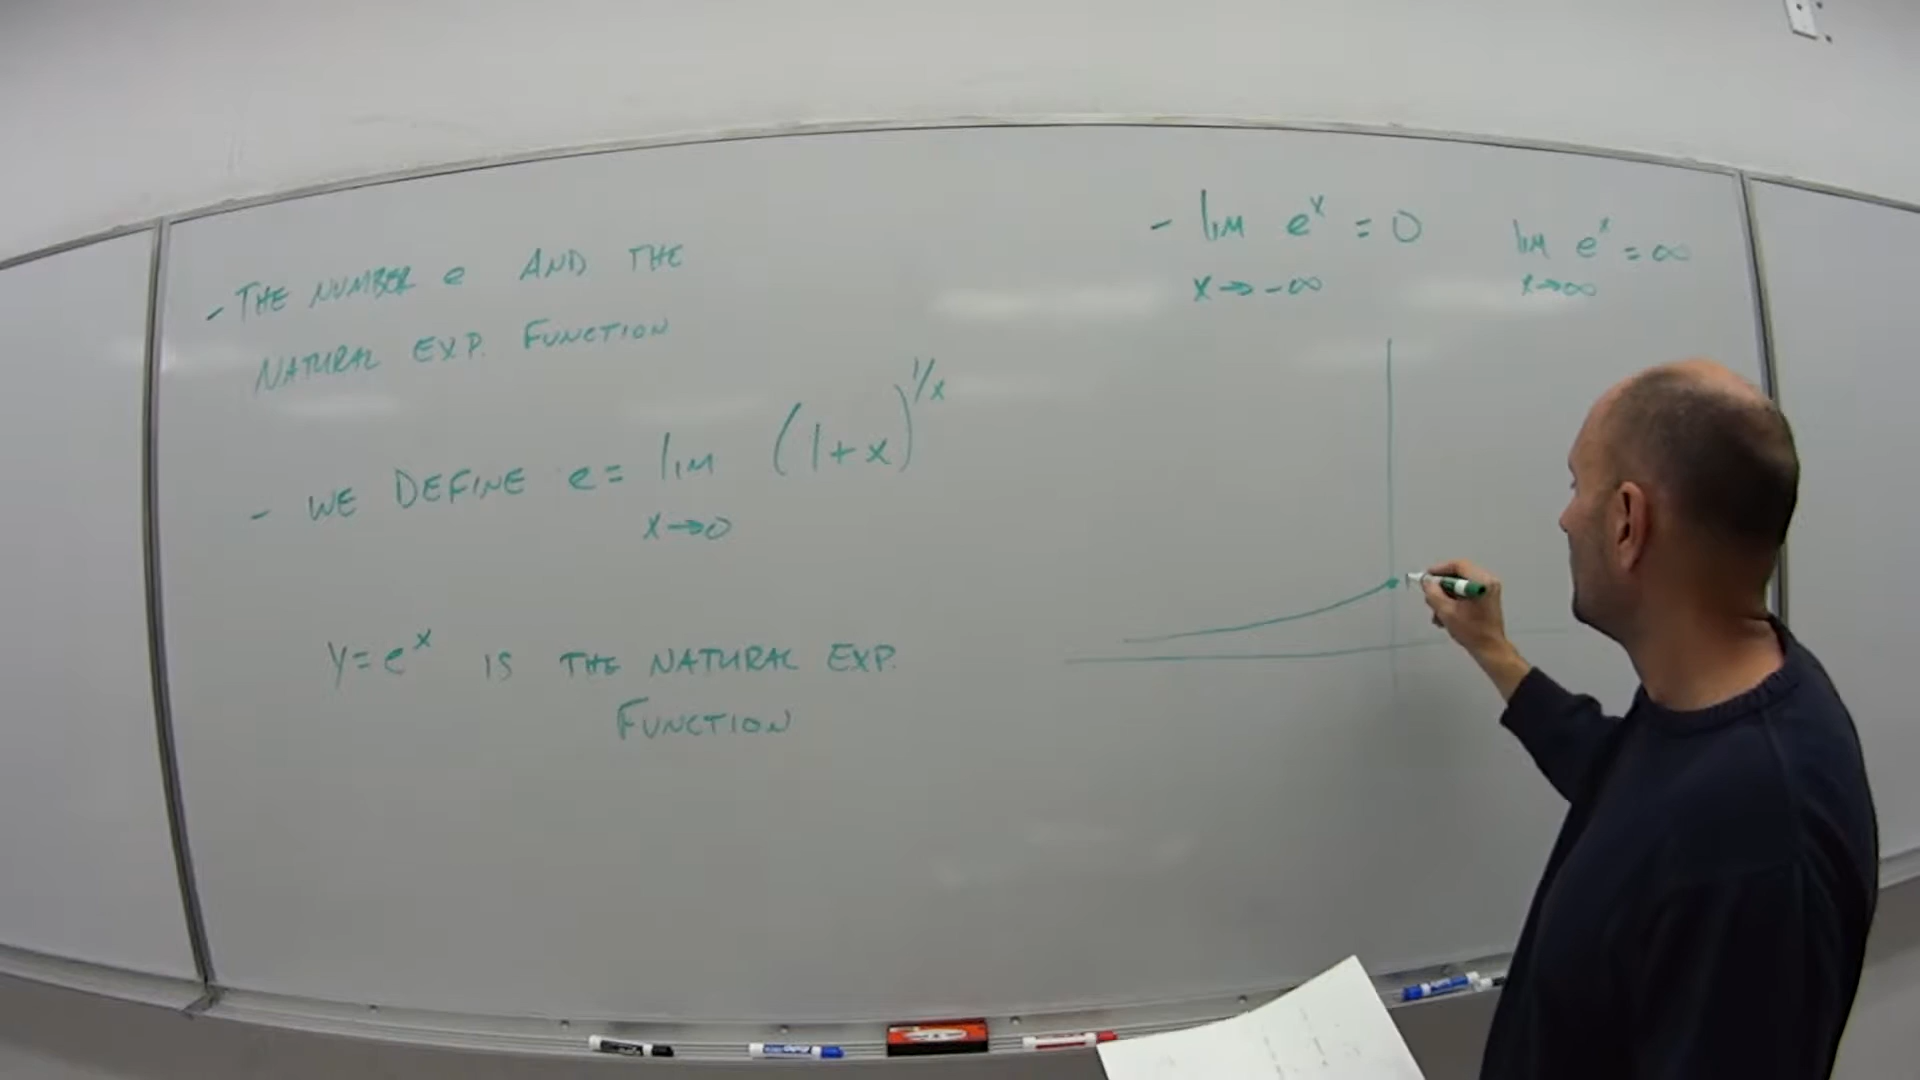 - THE NUMBER e AND THE
NATURAL EXP. FUNCTION
- WE DEFINE e = lim (1+x)^1/x
x→0
y=e^x IS THE NATURAL EXP.
FUNCTION
- lim e^x = 0
x→-∞
lim e^x = ∞
x→∞